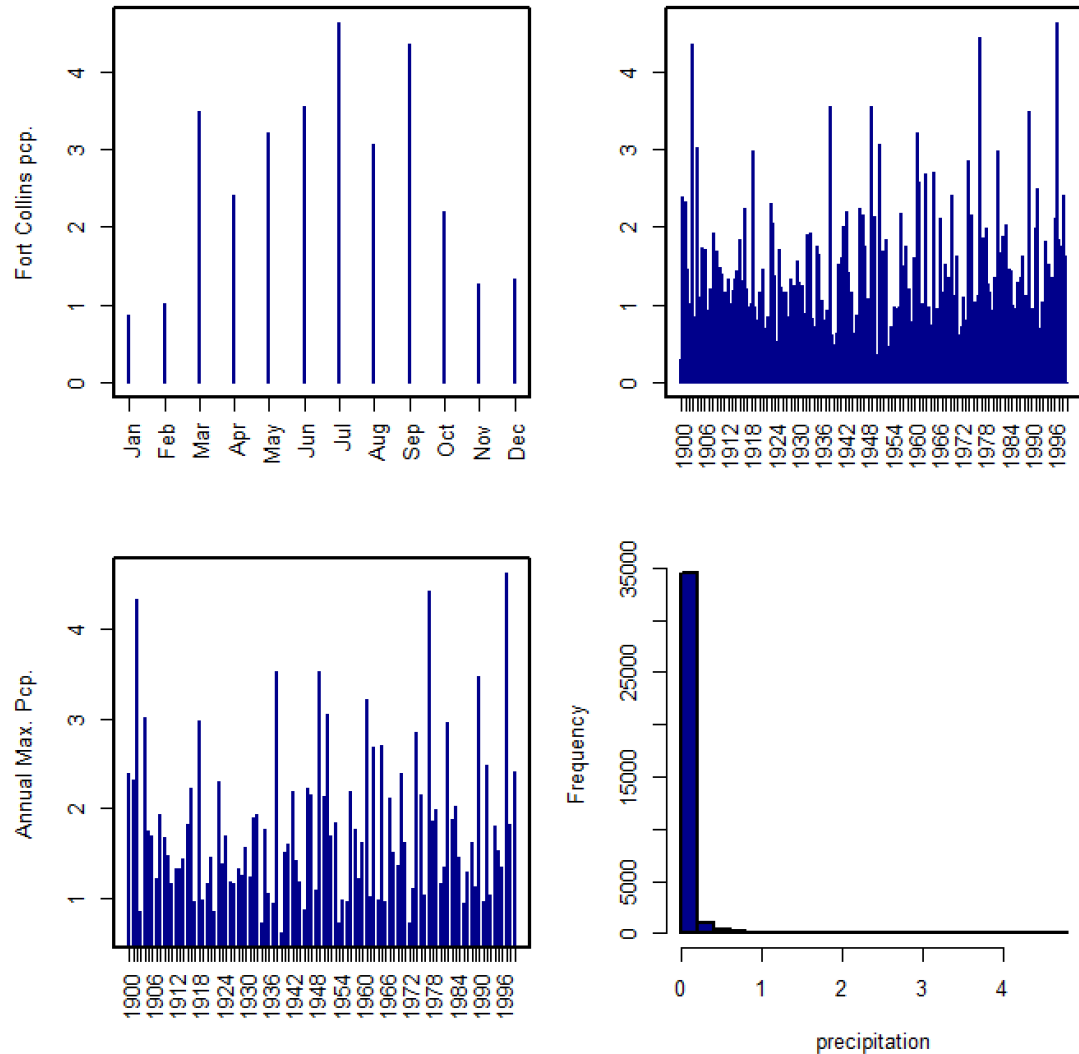 Fort Collins pcp.
4
3
2
1
0
Jan Feb Mar Apr May Jun Jul Aug Sep Oct Nov Dec
4
3
2
1
0
1900 1906 1912 1918 1924 1930 1936 1942 1948 1954 1960 1966 1972 1978 1984 1990 1996
Annual Max. Pcp.
4
3
2
1
1900 1906 1912 1918 1924 1930 1936 1942 1948 1954 1960 1966 1972 1978 1984 1990 1996
Frequency
35000
25000
15000
5000
0
0 1 2 3 4
precipitation